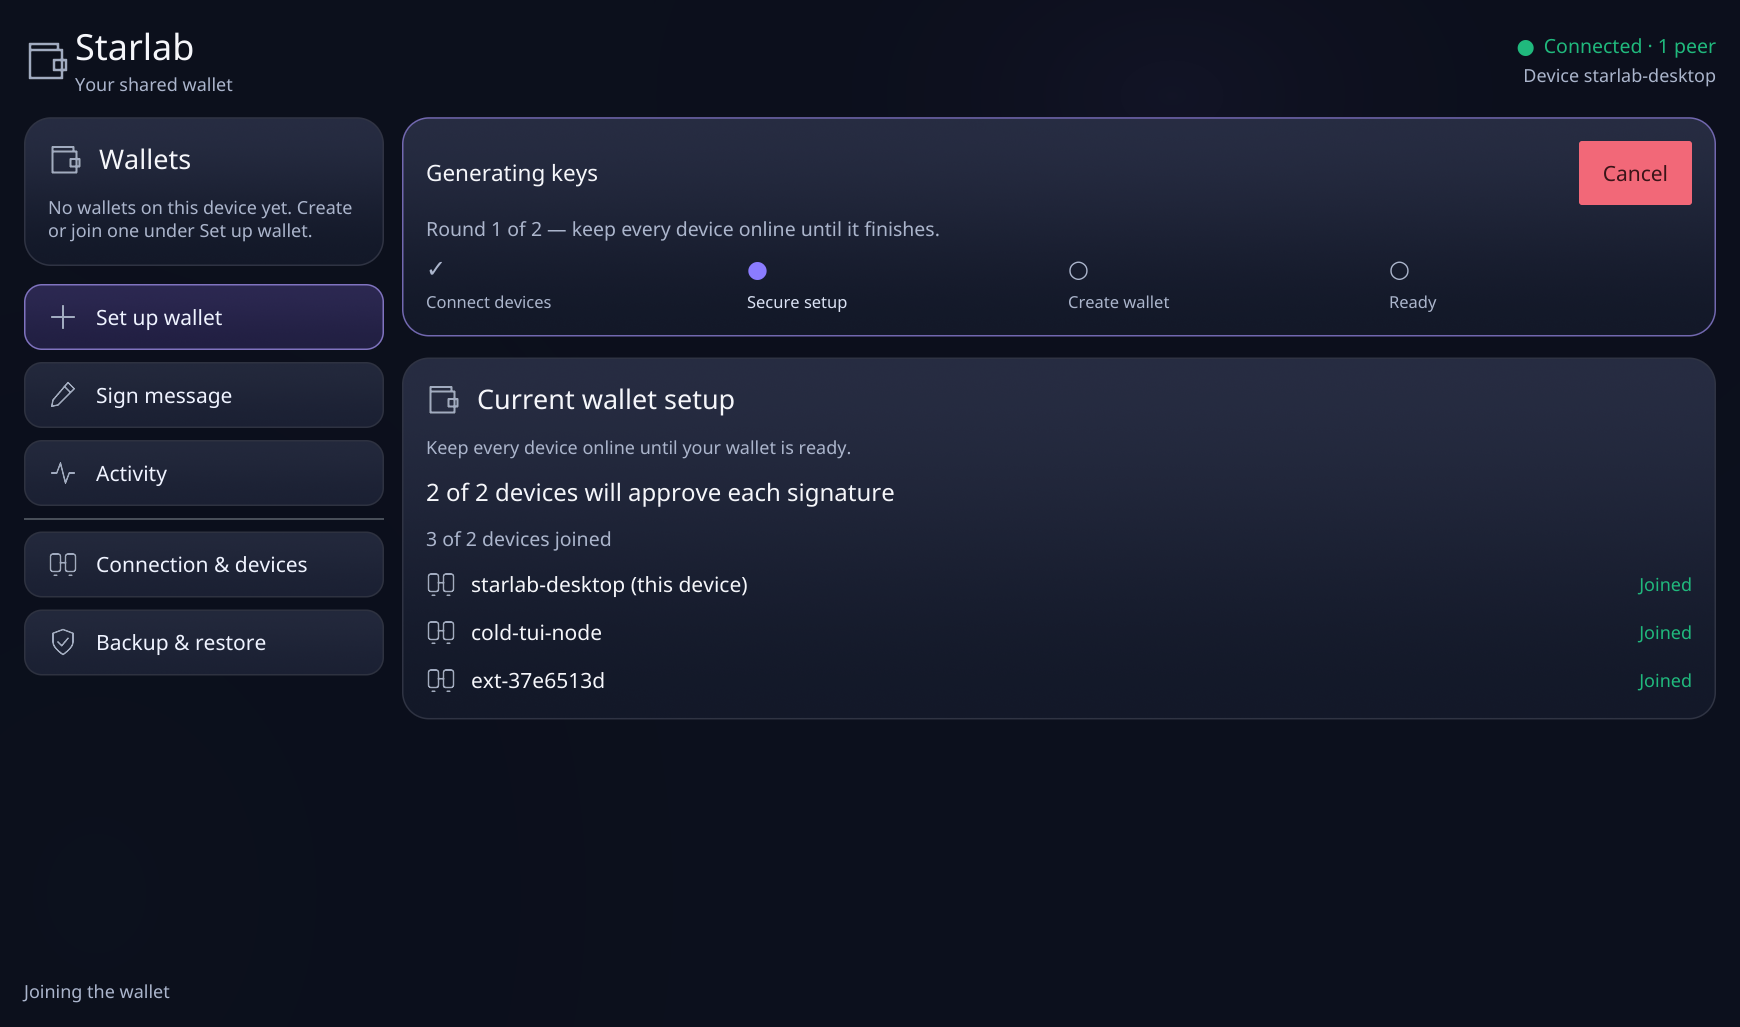 Starlab
Your shared wallet
Connected · 1 peer
Device starlab-desktop
Wallets
No wallets on this device yet. Create
or join one under Set up wallet.
Set up wallet
Sign message
Activity
Connection & devices
Backup & restore
Generating keys
Cancel
Round 1 of 2 — keep every device online until it finishes.
✓
Connect devices
Secure setup
Create wallet
Ready
Current wallet setup
Keep every device online until your wallet is ready.
2 of 2 devices will approve each signature
3 of 2 devices joined
starlab-desktop (this device) Joined
cold-tui-node Joined
ext-37e6513d Joined
Joining the wallet